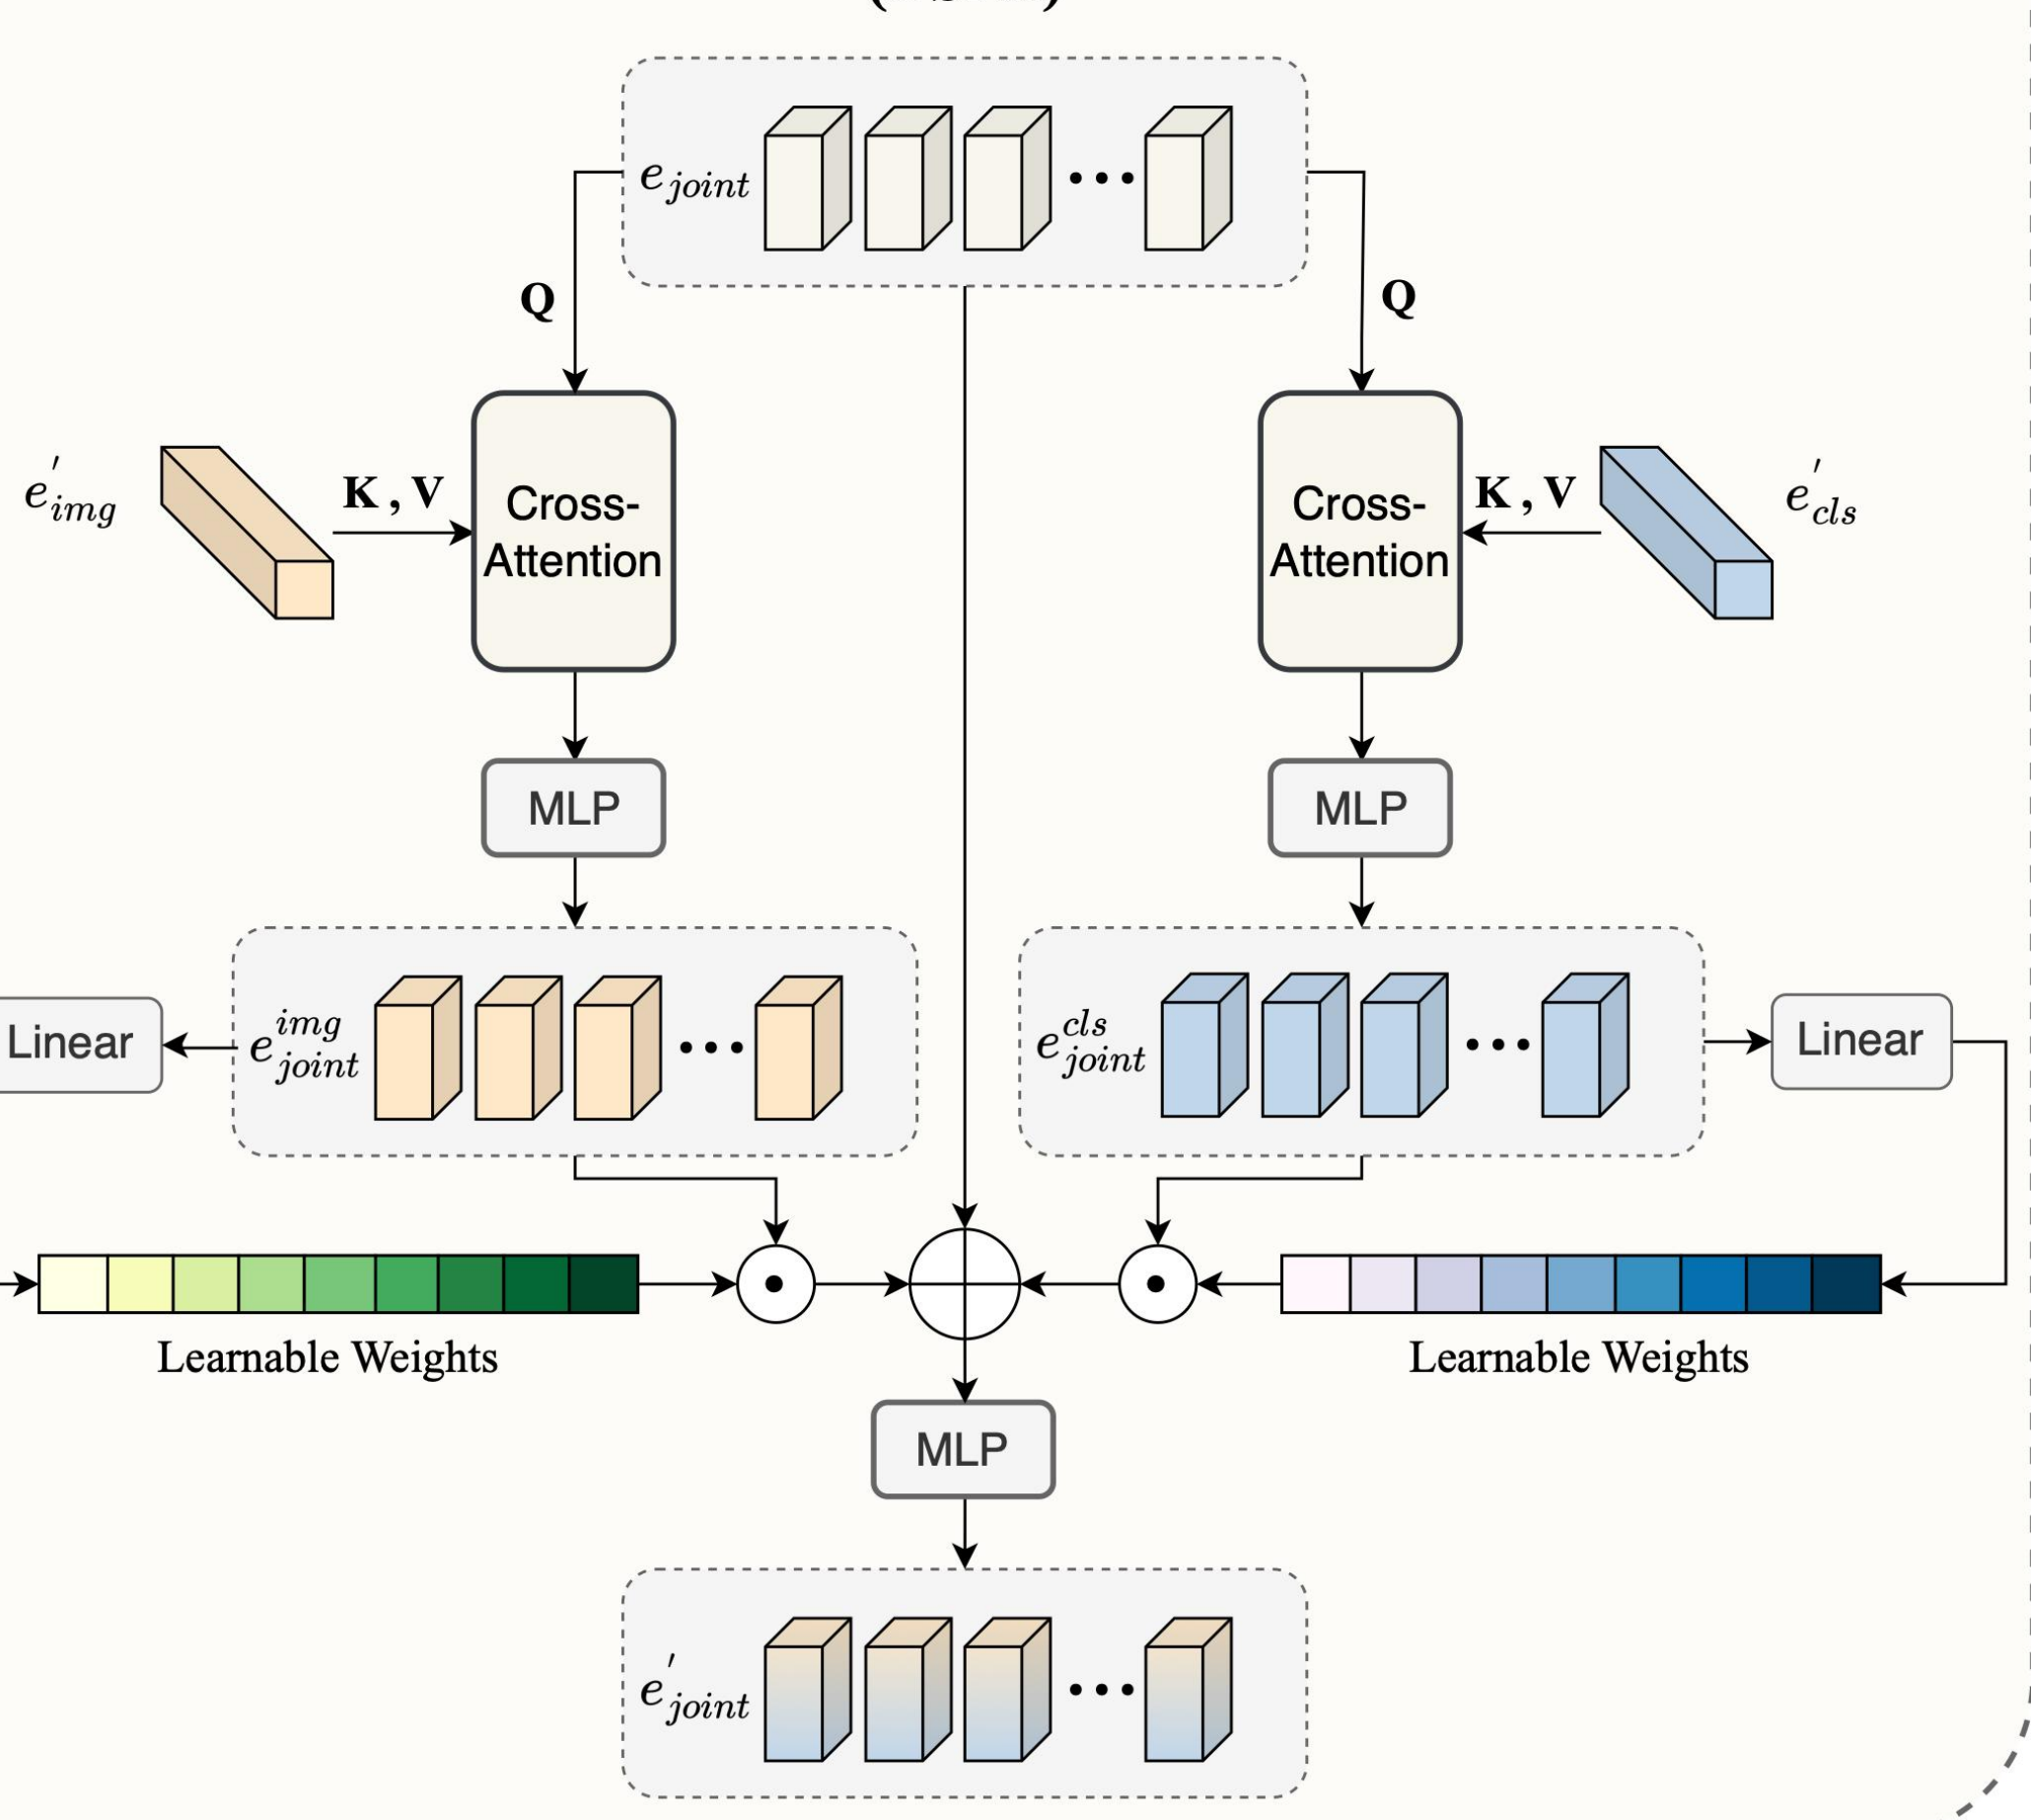 e_joint
Q
Q
e'_img
K , V
Cross-
Attention
Cross-
Attention
K , V
e'_cls
MLP
MLP
Linear
e^img_joint
e^cls_joint
Linear
Learnable Weights
Learnable Weights
MLP
e'_joint